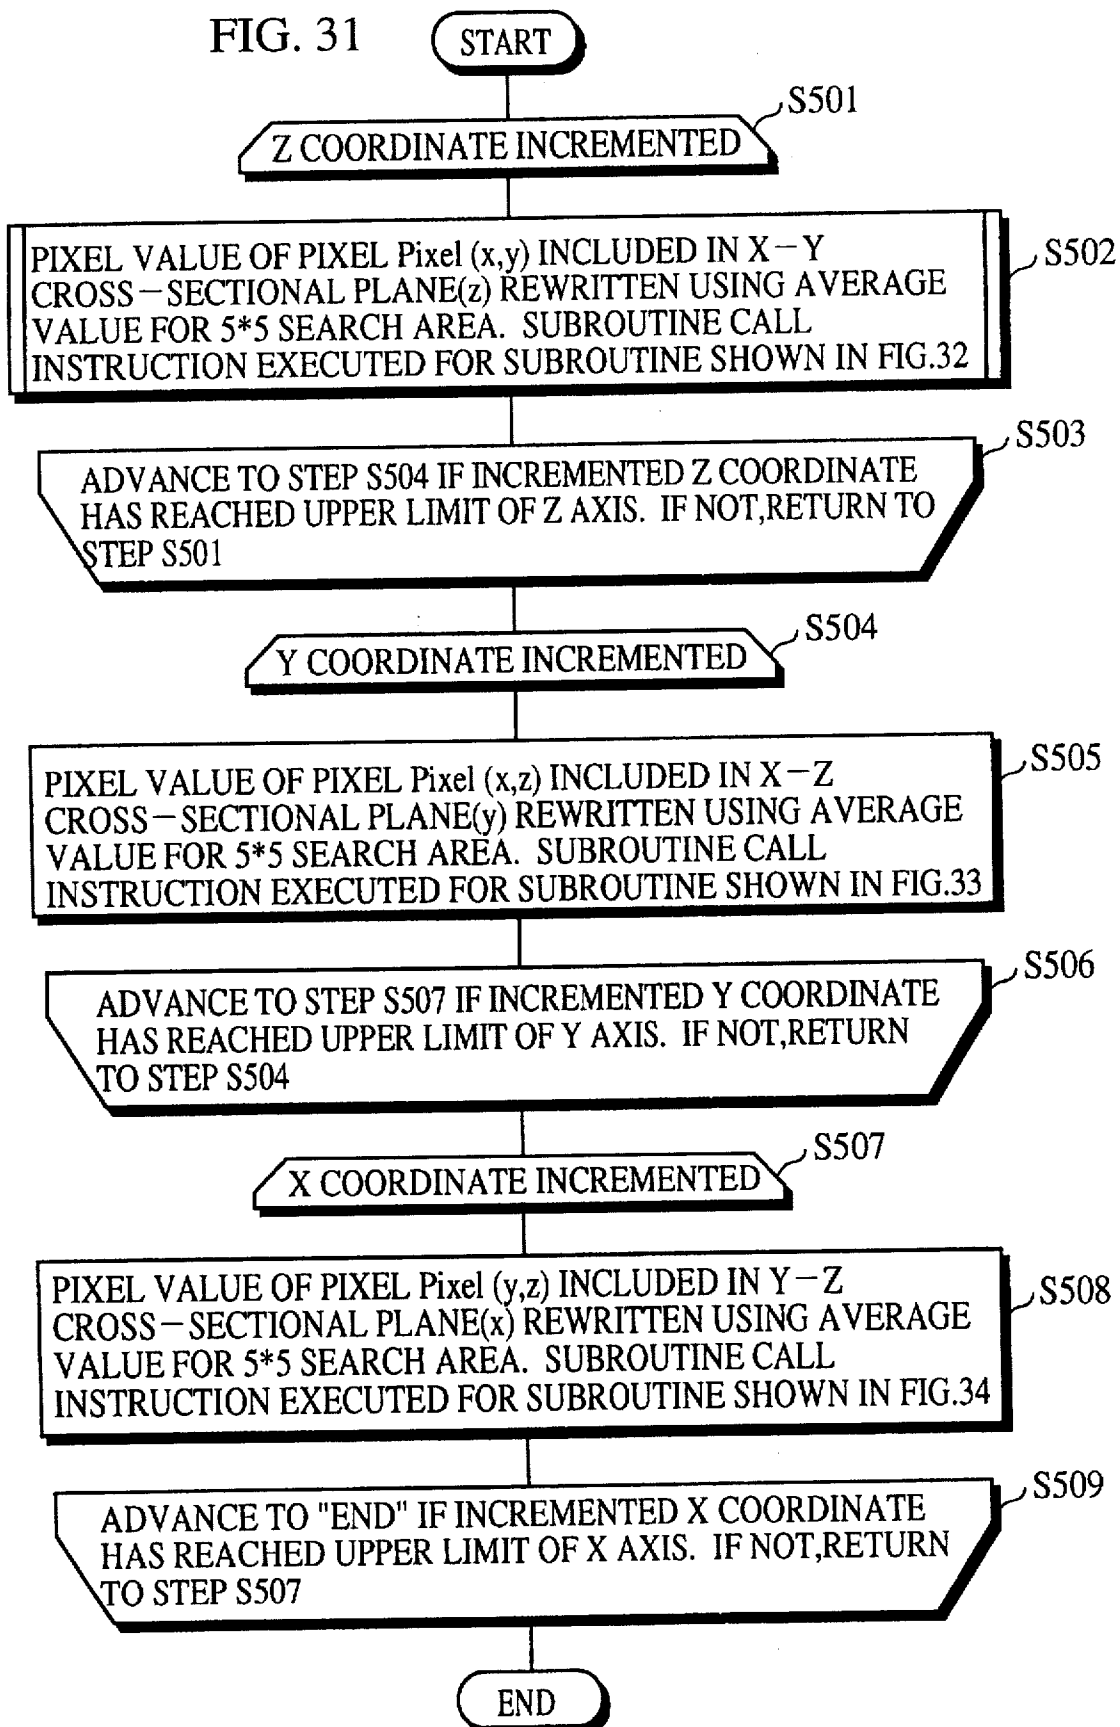 FIG. 31
START
S501
Z COORDINATE INCREMENTED
S502
PIXEL VALUE OF PIXEL Pixel (x,y) INCLUDED IN X-Y
CROSS-SECTIONAL PLANE(z) REWRITTEN USING AVERAGE
VALUE FOR 5*5 SEARCH AREA. SUBROUTINE CALL
INSTRUCTION EXECUTED FOR SUBROUTINE SHOWN IN FIG.32
S503
ADVANCE TO STEP S504 IF INCREMENTED Z COORDINATE
HAS REACHED UPPER LIMIT OF Z AXIS. IF NOT,RETURN TO
STEP S501
S504
Y COORDINATE INCREMENTED
S505
PIXEL VALUE OF PIXEL Pixel (x,z) INCLUDED IN X-Z
CROSS-SECTIONAL PLANE(y) REWRITTEN USING AVERAGE
VALUE FOR 5*5 SEARCH AREA. SUBROUTINE CALL
INSTRUCTION EXECUTED FOR SUBROUTINE SHOWN IN FIG.33
S506
ADVANCE TO STEP S507 IF INCREMENTED Y COORDINATE
HAS REACHED UPPER LIMIT OF Y AXIS. IF NOT,RETURN
TO STEP S504
S507
X COORDINATE INCREMENTED
S508
PIXEL VALUE OF PIXEL Pixel (y,z) INCLUDED IN Y-Z
CROSS-SECTIONAL PLANE(x) REWRITTEN USING AVERAGE
VALUE FOR 5*5 SEARCH AREA. SUBROUTINE CALL
INSTRUCTION EXECUTED FOR SUBROUTINE SHOWN IN FIG.34
S509
ADVANCE TO "END" IF INCREMENTED X COORDINATE
HAS REACHED UPPER LIMIT OF X AXIS. IF NOT,RETURN
TO STEP S507
END